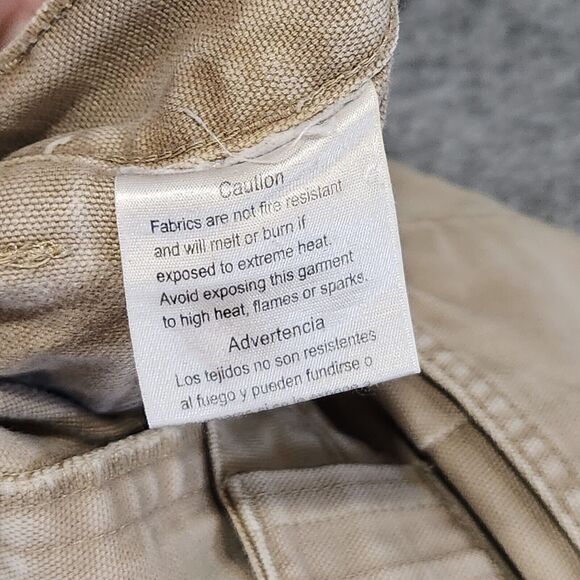 Caution
Fabrics are not fire resistant
and will melt or burn if
exposed to extreme heat.
Avoid exposing this garment
to high heat, flames or sparks.
Advertencia
Los tejidos no son resistentes
al fuego y pueden fundirse o